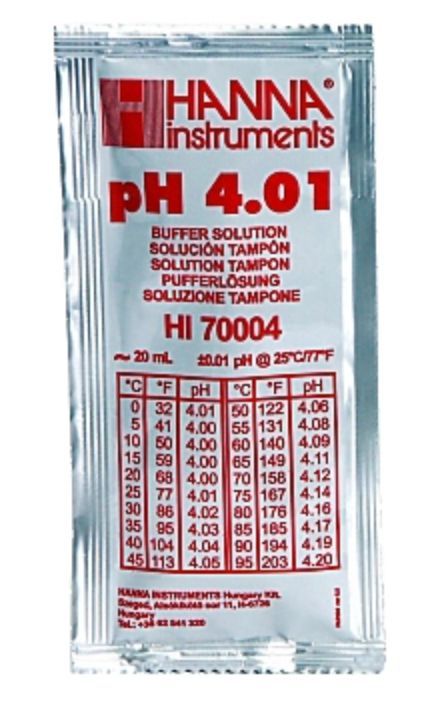 HANNA®
instruments
pH 4.01
BUFFER SOLUTION
SOLUCIÓN TAMPÓN
SOLUTION TAMPON
PUFFERLÖSUNG
SOLUZIONE TAMPONE
HI 70004
~ 20 mL ±0.01 pH @ 25°C/77°F
°C °F pH °C °F pH
0 32 4.01 50 122 4.06
5 41 4.00 55 131 4.08
10 50 4.00 60 140 4.09
15 59 4.00 65 149 4.11
20 68 4.00 70 158 4.12
25 77 4.01 75 167 4.14
30 86 4.02 80 176 4.16
35 95 4.03 85 185 4.17
40 104 4.04 90 194 4.19
45 113 4.05 95 203 4.20
HANNA INSTRUMENTS Hungary Kft.
Szeged, Alsókikötő sor 11, H-6726
Hungary